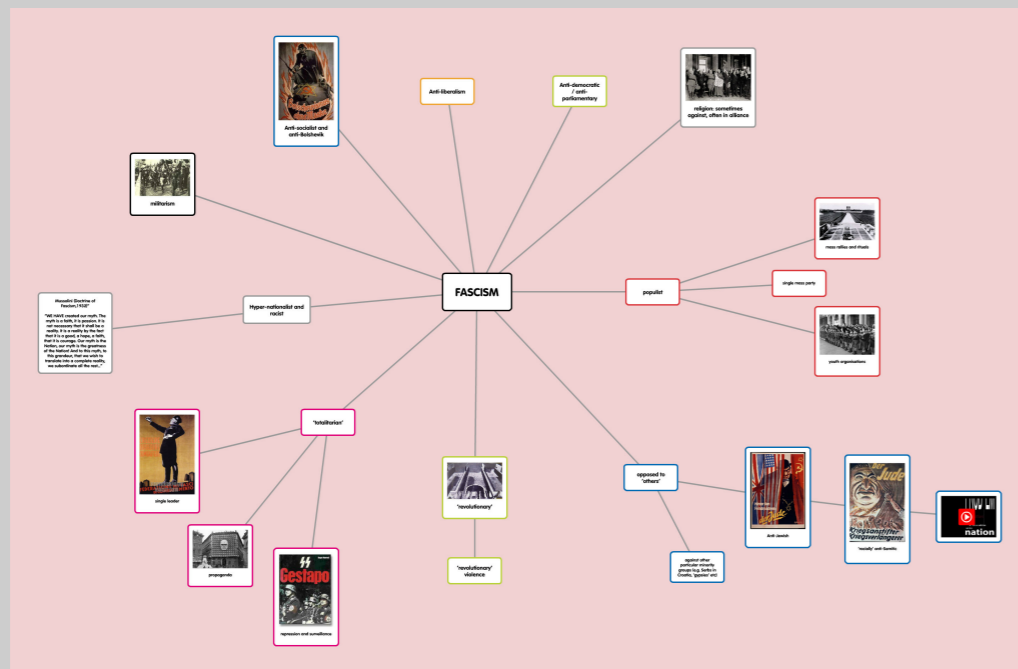 Anti-socialist and
anti-Bolshevik
Anti-liberalism
Anti-democratic
/ anti-
parliamentary
religion: sometimes
against, often in alliance
militarism
mass rallies and rituals
single mass party
youth organisations
populist
FASCISM
Hyper-nationalist and
racist
Mussolini (Doctrine of
Fascism, 1932)"
"WE HAVE created our myth. The
myth is a faith, it is passion. It is
not necessary that it shall be a
reality. It is a reality by the fact
that it is a good, a hope, a faith,
that it is courage. Our myth is the
Nation, our myth is the greatness
of the Nation! And to this myth, to
this grandeur, that we wish to
translate into a complete reality,
we subordinate all the rest..."
'totalitarian'
single leader
propaganda
Gestapo
repression and surveillance
'revolutionary'
'revolutionary'
violence
opposed to
'others'
against other
particular minority
groups (e.g. Serbs in
Croatia, 'gypsies' etc)
Anti-Jewish
der
Jude
Kriegsanstifter
Kriegsverlängerer
'racially' anti-Semitic
nation